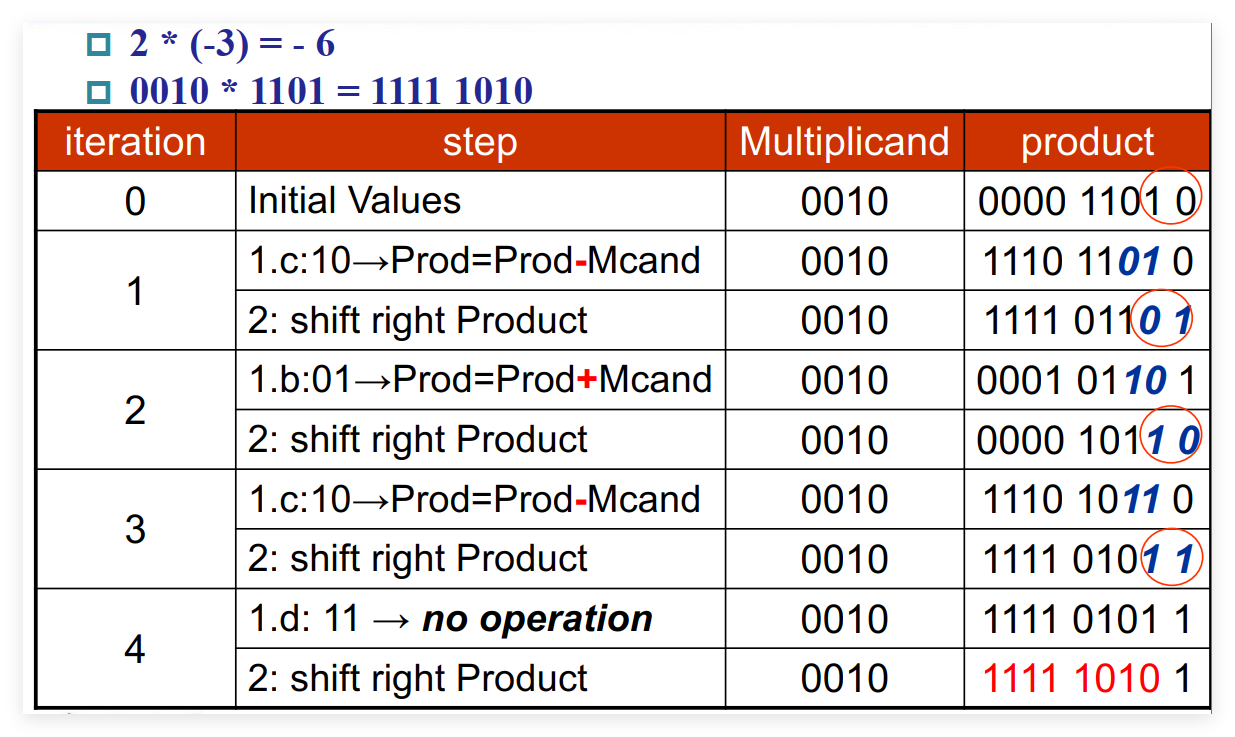 2 * (-3) = - 6
0010 * 1101 = 1111 1010
iteration step Multiplicand product
0 Initial Values 0010 0000 1101 0
1 1.c:10→Prod=Prod-Mcand 0010 1110 1101 0
2: shift right Product 0010 1111 0110 1
2 1.b:01→Prod=Prod+Mcand 0010 0001 0110 1
2: shift right Product 0010 0000 1011 0
3 1.c:10→Prod=Prod-Mcand 0010 1110 1011 0
2: shift right Product 0010 1111 0101 1
4 1.d: 11 → no operation 0010 1111 0101 1
2: shift right Product 0010 1111 1010 1